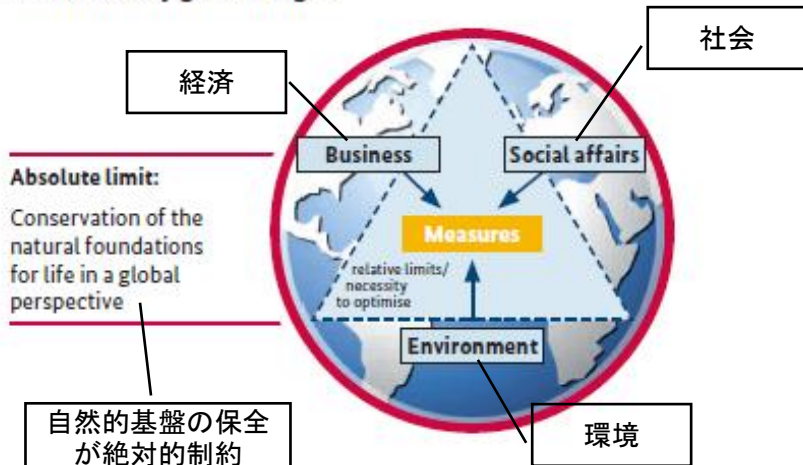 社会
経済
Business
Social affairs
Absolute limit:
Conservation of the
natural foundations
for life in a global
perspective
Measures
relative limits/
necessity
to optimise
Environment
自然的基盤の保全
が絶対的制約
環境